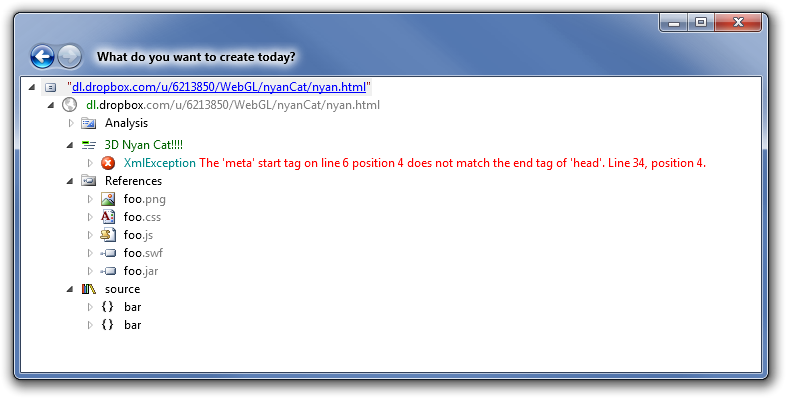 What do you want to create today?
"dl.dropbox.com/u/6213850/WebGL/nyanCat/nyan.html"
dl.dropbox.com/u/6213850/WebGL/nyanCat/nyan.html
Analysis
3D Nyan Cat!!!!
XmlException The 'meta' start tag on line 6 position 4 does not match the end tag of 'head'. Line 34, position 4.
References
foo.png
foo.css
foo.js
foo.swf
foo.jar
source
{} bar
{} bar